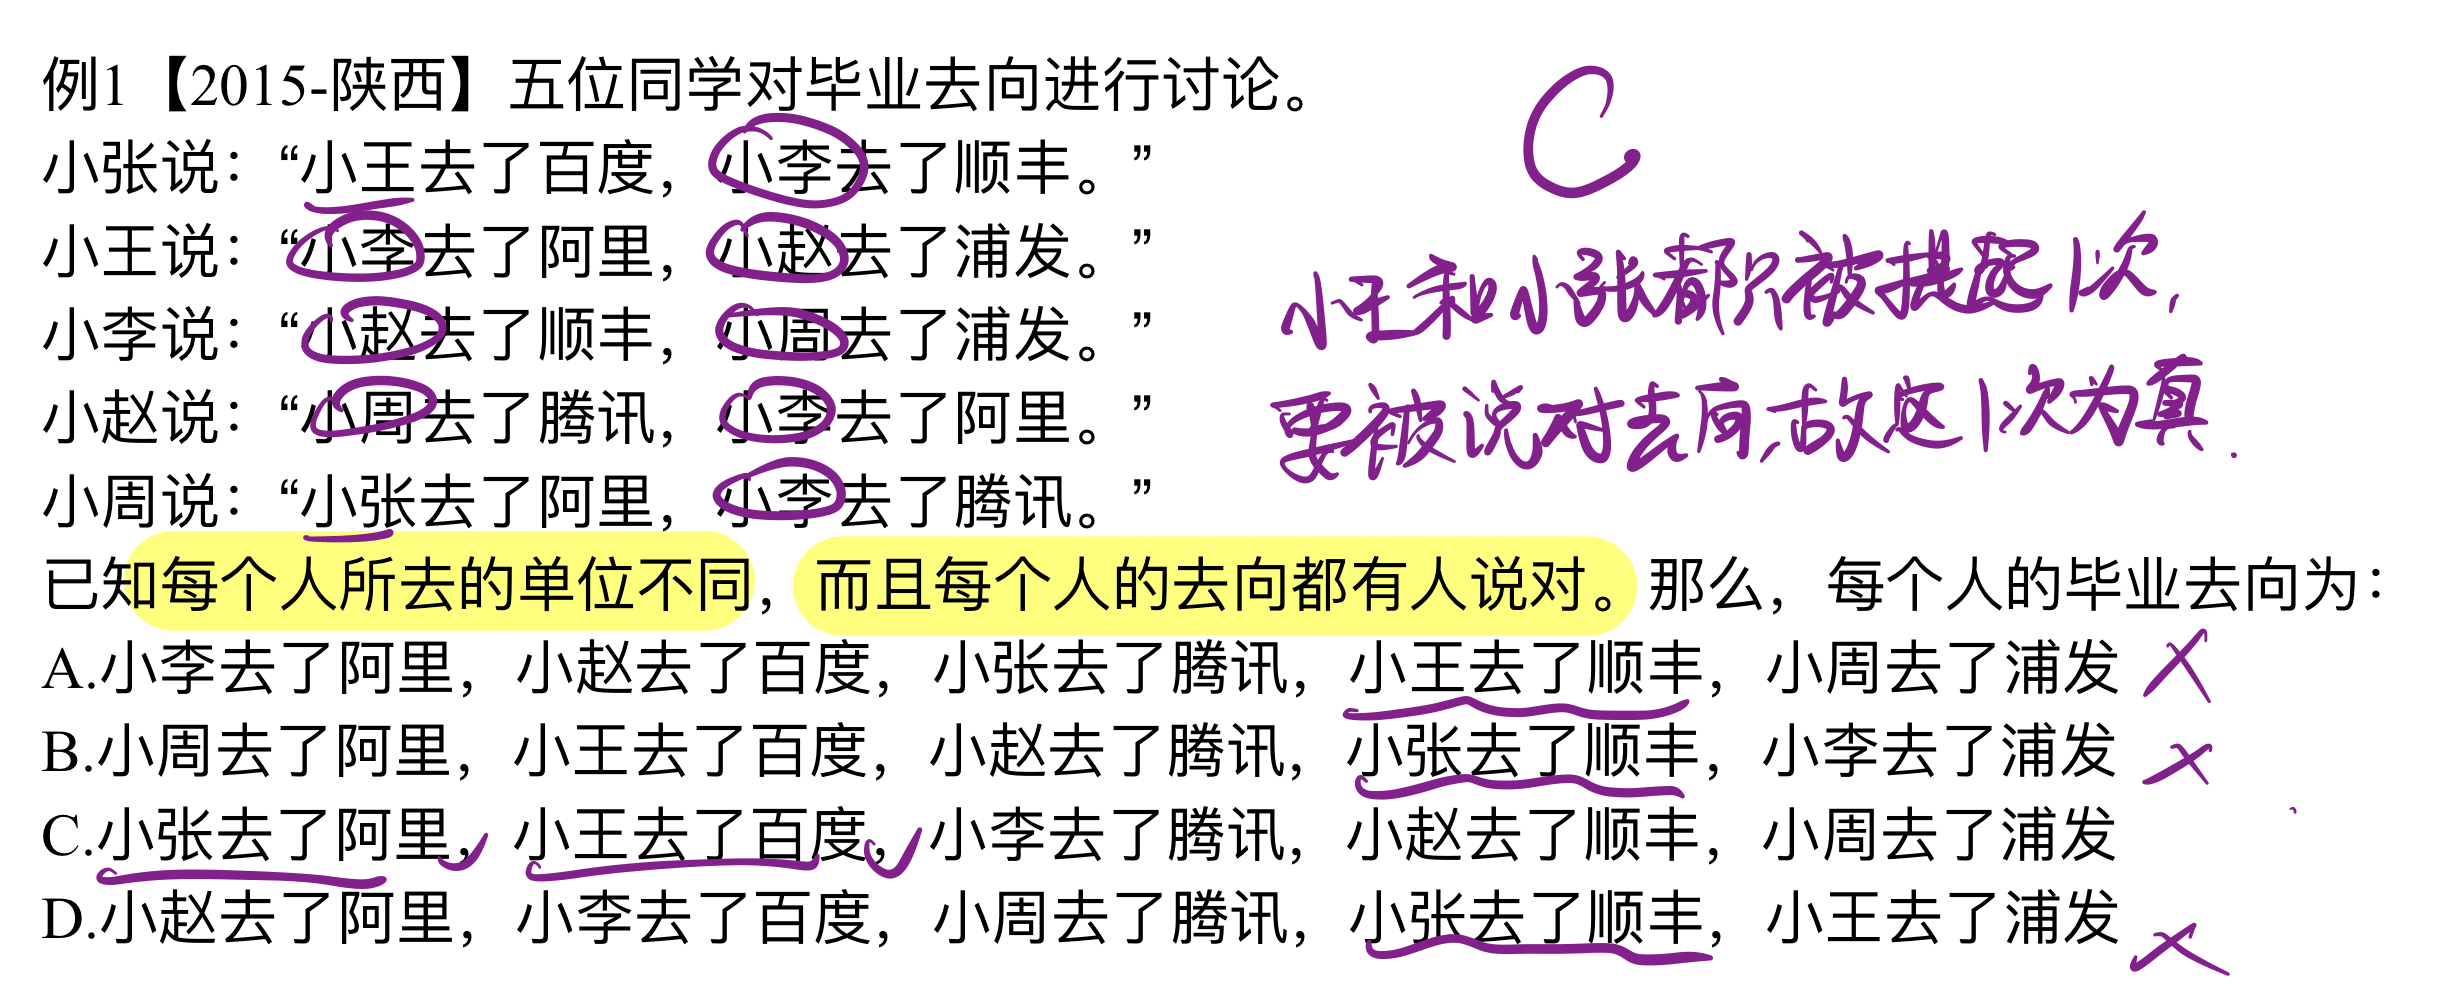 例1【2015-陕西】五位同学对毕业去向进行讨论。
C
小张说：“小王去了百度，小李去了顺丰。”
小王说：“小李去了阿里，小赵去了浦发。”
小王和小张都只被提起1次，
小李说：“小赵去了顺丰，小周去了浦发。”
小赵说：“小周去了腾讯，小李去了阿里。”
要被说对去向，故这1次为真.
小周说：“小张去了阿里，小李去了腾讯。”
已知每个人所去的单位不同，而且每个人的去向都有人说对。那么，每个人的毕业去向为：
A.小李去了阿里，小赵去了百度，小张去了腾讯，小王去了顺丰，小周去了浦发
B.小周去了阿里，小王去了百度，小赵去了腾讯，小张去了顺丰，小李去了浦发
C.小张去了阿里，小王去了百度，小李去了腾讯，小赵去了顺丰，小周去了浦发
D.小赵去了阿里，小李去了百度，小周去了腾讯，小张去了顺丰，小王去了浦发